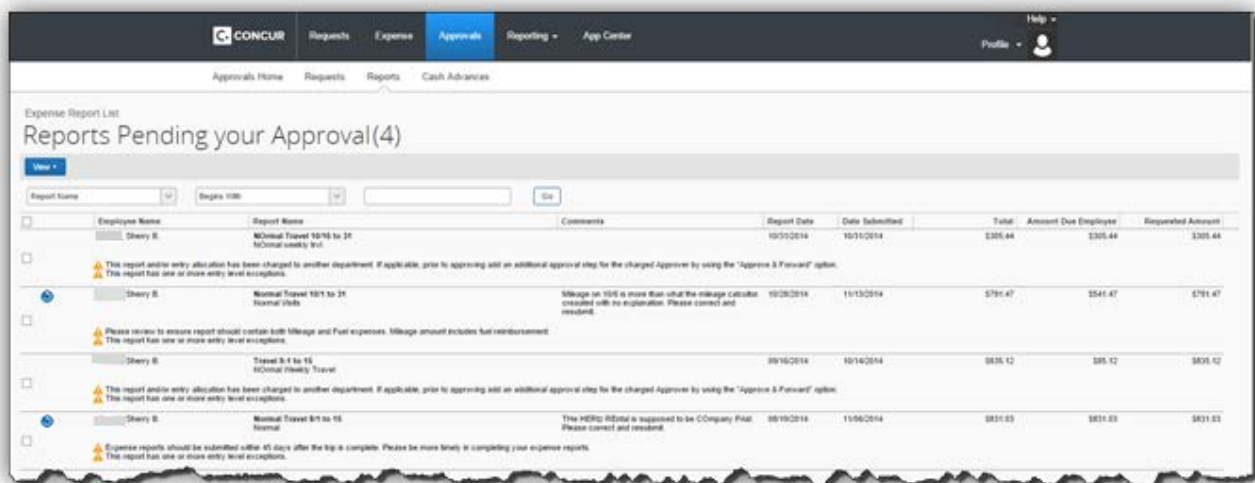 Help
C. CONCUR Requests Expense Approvals Reporting App Center
Profile
Approvals Home Requests Reports Cash Advances
Expense Report List
Reports Pending your Approval(4)
View
Report Name Begins With Go
Employee Name Report Name Comments Report Date Date Submitted Total Amount Due Employee Requested Amount
Sherry B. NOrmal Travel 10/16 to 31 10/31/2014 10/31/2014 $305.44 $305.44 $305.44
NOrmal weekly trvl.
This report and/or entry allocation has been charged to another department. If applicable, prior to approving add an additional approval step for the charged Approver by using the "Approve & Forward" option.
This report has one or more entry level exceptions.
Sherry B. Normal Travel 10/1 to 31 Mileage on 10/6 is more than what the mileage calcultor 10/28/2014 11/13/2014 $791.47 $541.47 $791.47
Normal Visits creaated with no explanation. Please correct and
resubmit.
Please review to ensure report should contain both Mileage and Fuel expenses. Mileage amount includes fuel reimbursement.
This report has one or more entry level exceptions.
Sherry B. Travel 9-1 to 15 09/16/2014 10/14/2014 $835.12 $85.12 $835.12
NOrmal Weekly Travel
This report and/or entry allocation has been charged to another department. If applicable, prior to approving add an additional approval step for the charged Approver by using the "Approve & Forward" option.
This report has one or more entry level exceptions.
Sherry B. Normal Travel 9/1 to 15 THe HERtz REntal is supposed to be COmpany Paid. 11/06/2014 $831.03 $831.03 $831.03
Normal Please correct and resubmit.
Expense reports should be submitted within 45 days after the trip is complete. Please be more timely in completing your expense reports.
This report has one or more entry level exceptions.